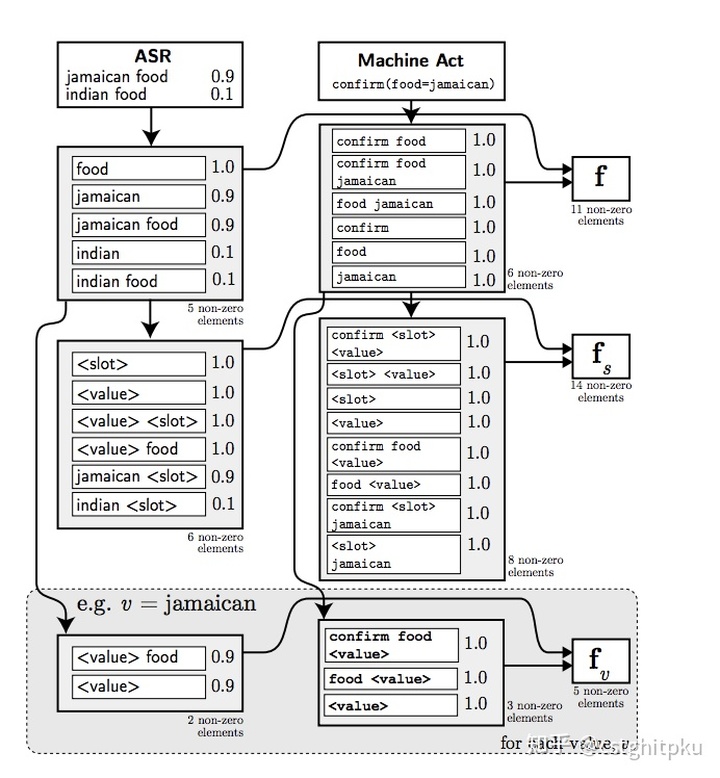 ASR
jamaican food 0.9
indian food 0.1
Machine Act
confirm(food=jamaican)
food 1.0
jamaican 0.9
jamaican food 0.9
indian 0.1
indian food 0.1
5 non-zero
elements
confirm food 1.0
confirm food
jamaican 1.0
food jamaican 1.0
confirm 1.0
food 1.0
jamaican 1.0
6 non-zero
elements
f
11 non-zero
elements
<slot> 1.0
<value> 1.0
<value> <slot> 1.0
<value> food 1.0
jamaican <slot> 0.9
indian <slot> 0.1
6 non-zero
elements
confirm <slot>
<value> 1.0
<slot> <value> 1.0
<slot> 1.0
<value> 1.0
confirm food
<value> 1.0
food <value> 1.0
confirm <slot>
jamaican 1.0
<slot>
jamaican 1.0
8 non-zero
elements
f s
14 non-zero
elements
e.g. v = jamaican
<value> food 0.9
<value> 0.9
2 non-zero
elements
confirm food
<value> 1.0
food <value> 1.0
<value> 1.0
3 non-zero
elements
f v
5 non-zero
elements
for each value, v